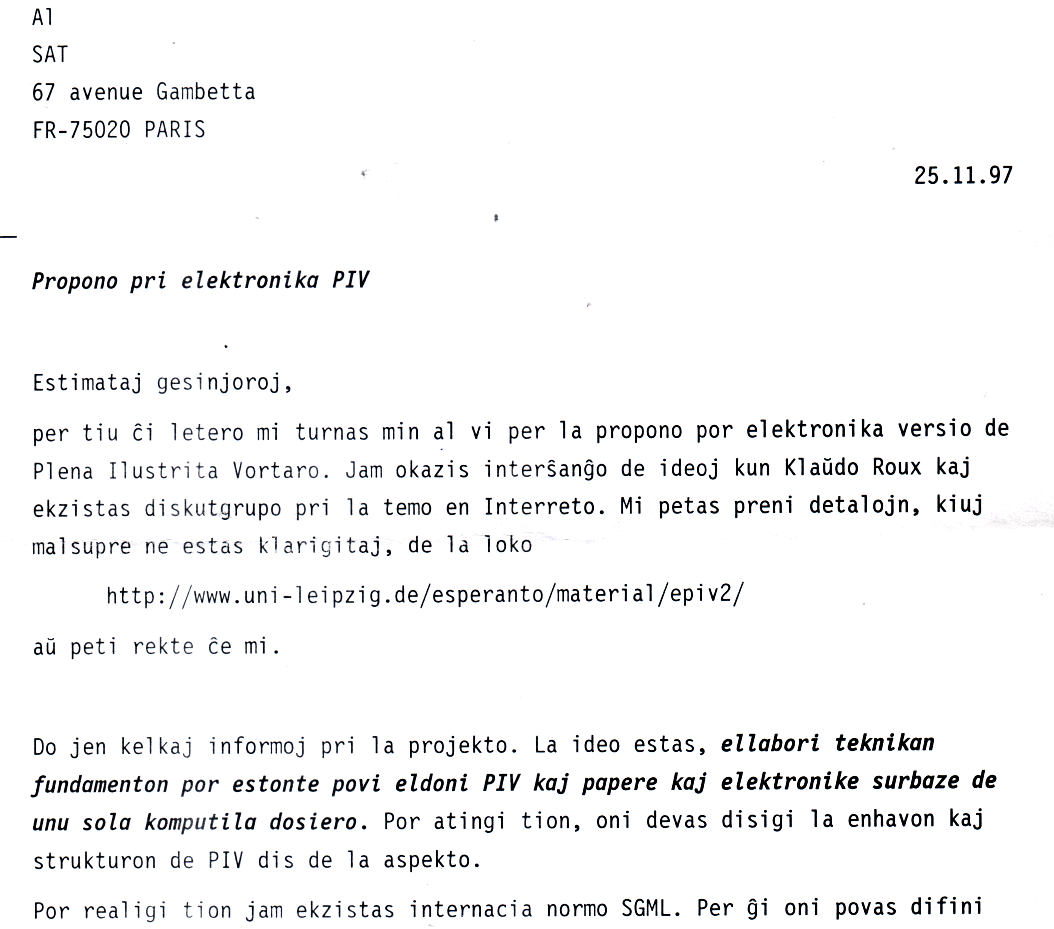 Al
SAT
67 avenue Gambetta
FR-75020 PARIS
25.11.97
Propono pri elektronika PIV
Estimataj gesinjoroj,
per tiu ĉi letero mi turnas min al vi per la propono por elektronika versio de
Plena Ilustrita Vortaro. Jam okazis interŝanĝo de ideoj kun Klaŭdo Roux kaj
ekzistas diskutgrupo pri la temo en Interreto. Mi petas preni detalojn, kiuj
malsupre ne estas klarigitaj, de la loko
http://www.uni-leipzig.de/esperanto/material/epiv2/
aŭ peti rekte ĉe mi.
Do jen kelkaj informoj pri la projekto. La ideo estas, ellabori teknikan
fundamenton por estonte povi eldoni PIV kaj papere kaj elektronike surbaze de
unu sola komputila dosiero. Por atingi tion, oni devas disigi la enhavon kaj
strukturon de PIV dis de la aspekto.
Por realigi tion jam ekzistas internacia normo SGML. Per ĝi oni povas difini